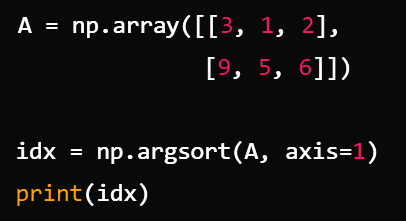 A = np.array([[3, 1, 2],
              [9, 5, 6]])
idx = np.argsort(A, axis=1)
print(idx)